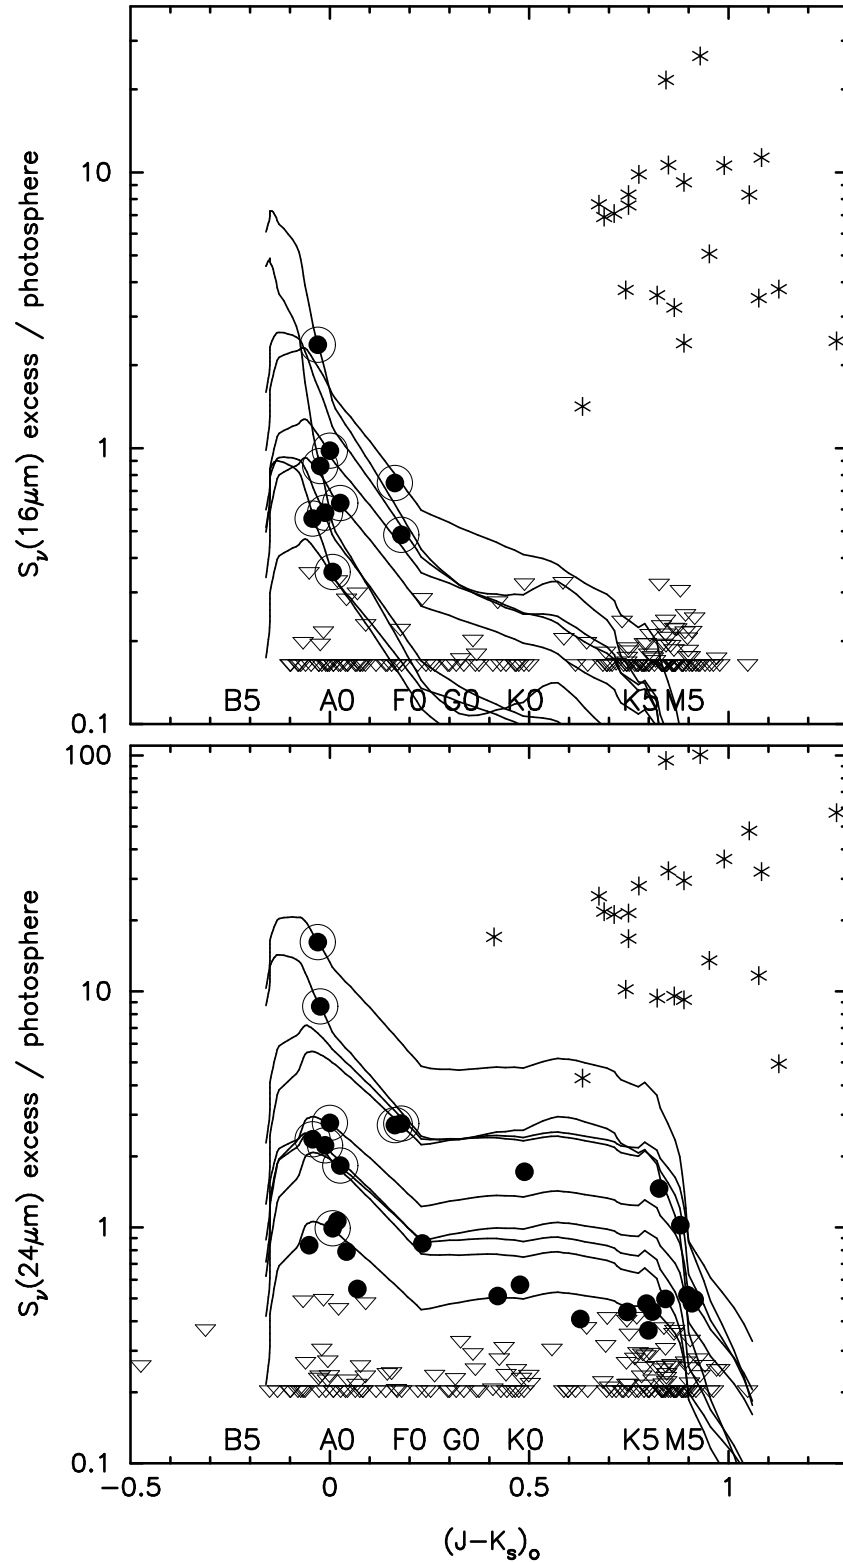 10
1
0.1
S𝜈(16μm) excess / photosphere
B5 A0 F0 G0 K0 K5 M5
100
10
1
0.1
S𝜈(24μm) excess / photosphere
B5 A0 F0 G0 K0 K5 M5
-0.5 0 0.5 1
(J-Ks)o